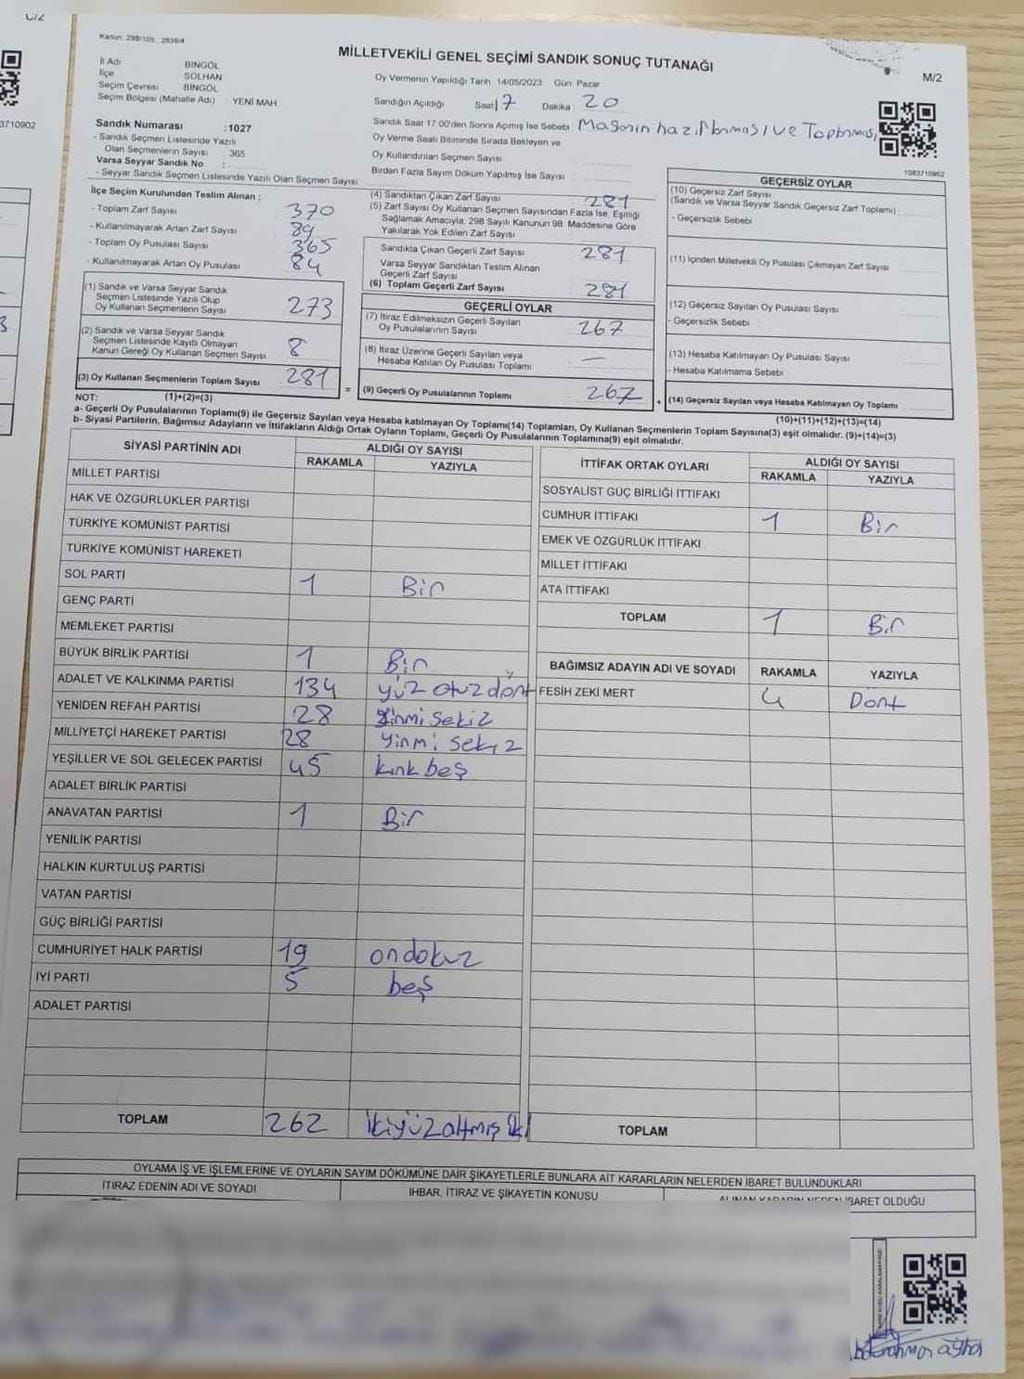 C/2
3710902
Kanun: 298/105 ; 2839/4
MİLLETVEKİLİ GENEL SEÇİMİ SANDIK SONUÇ TUTANAĞI
M/2
İl Adı BİNGÖL
İlçe SOLHAN
Seçim Çevresi BİNGÖL
Seçim Bölgesi (Mahalle Adı) : YENİ MAH.
Oy Vermenin Yapıldığı Tarih 14/05/2023 Gün: Pazar
Sandığın Açıldığı Saat 17 Dakika 20
Sandık Saat 17.00'den Sonra Açımış İse Sebebi
Oy Verme Saati Bitiminde Sırada Bekleyen ve
Oy Kullandırılan Seçmen Sayısı
Birden Fazla Sayım Dökum Yapılmış İse Sayısı
1083710902
Sandık Numarası :1027
- Sandık Seçmen Listesinde Yazılı
Olan Seçmenlerin Sayısı : 365
Varsa Seyyar Sandık No :
- Seyyar Sandık Seçmen Listesinde Yazılı Olan Seçmen Sayısı
İlçe Seçim Kurulundan Teslim Alınan ;
- Toplam Zarf Sayısı 370
- Kullanılmayarak Artan Zarf Sayısı 89
- Toplam Oy Pusulası Sayısı 365
- Kullanılmayarak Artan Oy Pusulası 84
(1) Sandık ve Varsa Seyyar Sandık
Seçmen Listesinde Yazılı Olup
Oy Kullanan Seçmenlerin Sayısı 273
(2) Sandık ve Varsa Seyyar Sandık
Seçmen Listesinde Kayıtlı Olmayan
Kanun Gereği Oy Kullanan Seçmen Sayısı 8
(3) Oy Kullanan Seçmenlerin Toplam Sayısı 281
(4) Sandıktan Çıkan Zarf Sayısı 281
(5) Zarf Sayısı Oy Kullanan Seçmen Sayısından Fazla İse, Eşitliği
Sağlamak Amacıyla, 298 Sayılı Kanunun 98. Maddesine Göre
Yakılarak Yok Edilen Zarf Sayısı
Sandıkta Çıkan Geçerli Zarf Sayısı 281
Varsa Seyyar Sandıktan Teslim Alınan
Geçerli Zarf Sayısı
(6) Toplam Geçerli Zarf Sayısı 281
GEÇERLİ OYLAR
(7) İtiraz Edilmeksizin Geçerli Sayılan
Oy Pusulalarının Sayısı 267
(8) İtiraz Üzerine Geçerli Sayılan veya
Hesaba Katılan Oy Pusulası Toplamı —
= (9) Geçerli Oy Pusulalarının Toplamı 267
GEÇERSİZ OYLAR
(10) Geçersiz Zarf Sayısı
(Sandık ve Varsa Seyyar Sandık Geçersiz Zarf Toplamı)
- Geçersizlik Sebebi
(11) İçinden Milletvekili Oy Pusulası Çıkmayan Zarf Sayısı
(12) Geçersiz Sayılan Oy Pusulası Sayısı
- Geçersizlik Sebebi
(13) Hesaba Katılmayan Oy Pusulası Sayısı
- Hesaba Katılmama Sebebi
+ (14) Geçersiz Sayılan veya Hesaba Katılmayan Oy Toplamı
(10)+(11)+(12)+(13)=(14)
NOT: (1)+(2)=(3)
a- Geçerli Oy Pusulalarının Toplamı(9) ile Geçersiz Sayılan veya Hesaba katılmayan Oy Toplamı(14) Toplamları, Oy Kullanan Seçmenlerin Toplam Sayısına(3) eşit olmalıdır. (9)+(14)=(3)
b- Siyasi Partilerin, Bağımsız Adayların ve İttifakların Aldığı Ortak Oyların Toplamı, Geçerli Oy Pusulalarının Toplamına(9) eşit olmalıdır.
SİYASİ PARTİNİN ADI ALDIĞI OY SAYISI
RAKAMLA YAZIYLA
MİLLET PARTİSİ
HAK VE ÖZGÜRLÜKLER PARTİSİ
TÜRKİYE KOMÜNİST PARTİSİ
TÜRKİYE KOMÜNİST HAREKETİ
SOL PARTİ 1 Bir
GENÇ PARTİ
MEMLEKET PARTİSİ
BÜYÜK BİRLİK PARTİSİ 1 Bir
ADALET VE KALKINMA PARTİSİ 134 yüz otuz dört
YENİDEN REFAH PARTİSİ 28 yirmi sekiz
MİLLİYETÇİ HAREKET PARTİSİ 28 yirmi sekiz
YEŞİLLER VE SOL GELECEK PARTİSİ 45 kırk beş
ADALET BİRLİK PARTİSİ
ANAVATAN PARTİSİ 1 Bir
YENİLİK PARTİSİ
HALKIN KURTULUŞ PARTİSİ
VATAN PARTİSİ
GÜÇ BİRLİĞİ PARTİSİ
CUMHURİYET HALK PARTİSİ 19 ondokuz
İYİ PARTİ 5 beş
ADALET PARTİSİ
TOPLAM 262 ikiyüzaltmış iki
İTTİFAK ORTAK OYLARI ALDIĞI OY SAYISI
RAKAMLA YAZIYLA
SOSYALİST GÜÇ BİRLİĞİ İTTİFAKI
CUMHUR İTTİFAKI 1 Bir
EMEK VE ÖZGÜRLÜK İTTİFAKI
MİLLET İTTİFAKI
ATA İTTİFAKI
TOPLAM 1 Bir
BAĞIMSIZ ADAYIN ADI VE SOYADI RAKAMLA YAZIYLA
FESİH ZEKİ MERT 4 Dört
TOPLAM
OYLAMA İŞ VE İŞLEMLERİNE VE OYLARIN SAYIM DÖKÜMÜNE DAİR ŞİKAYETLERLE BUNLARA AİT KARARLARIN NELERDEN İBARET BULUNDUKLARI
İTİRAZ EDENİN ADI VE SOYADI İHBAR, İTİRAZ VE ŞİKAYETİN KONUSU ALINAN KARARIN NEDEN İBARET OLDUĞU